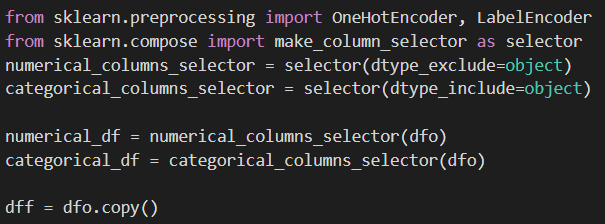 from sklearn.preprocessing import OneHotEncoder, LabelEncoder
from sklearn.compose import make_column_selector as selector
numerical_columns_selector = selector(dtype_exclude=object)
categorical_columns_selector = selector(dtype_include=object)
numerical_df = numerical_columns_selector(dfo)
categorical_df = categorical_columns_selector(dfo)
dff = dfo.copy()